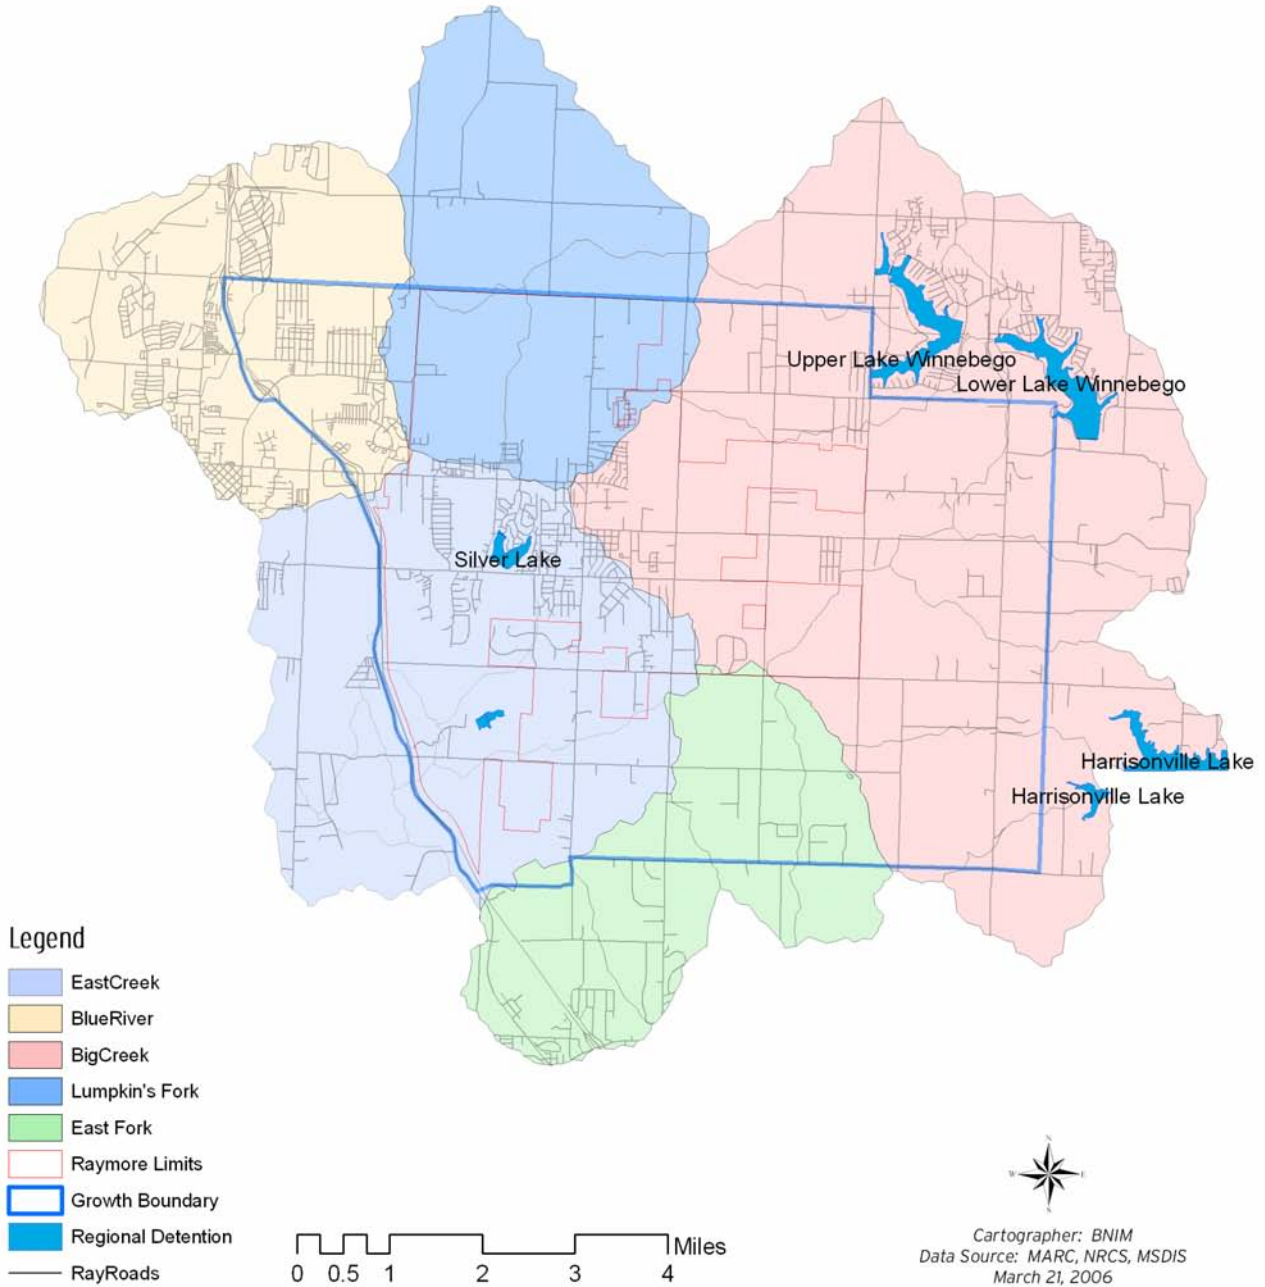 Upper Lake Winnebego
Lower Lake Winnebego
Silver Lake
Harrisonville Lake
Harrisonville Lake
Legend
EastCreek
BlueRiver
BigCreek
Lumpkin's Fork
East Fork
Raymore Limits
Growth Boundary
Regional Detention
RayRoads
Miles
0 0.5 1 2 3 4
N
W E
S
Cartographer: BNIM
Data Source: MARC, NRCS, MSDIS
March 21, 2006